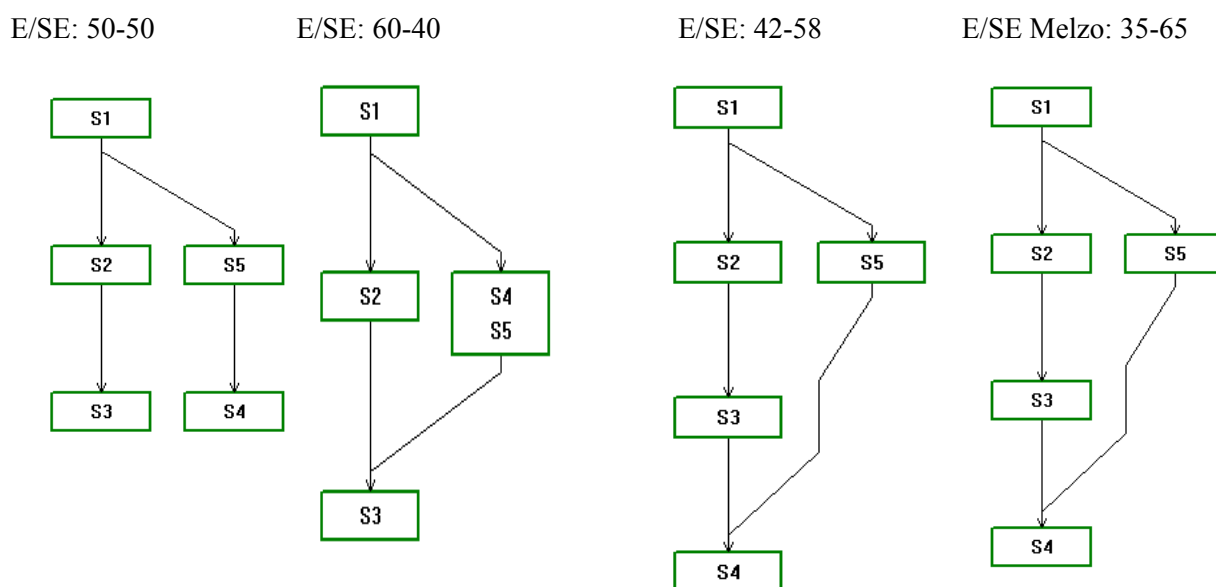 E/SE: 50-50
E/SE: 60-40
E/SE: 42-58
E/SE Melzo: 35-65
S1
S2
S5
S3
S4
S1
S2
S4
S5
S3
S1
S2
S5
S3
S4
S1
S2
S5
S3
S4